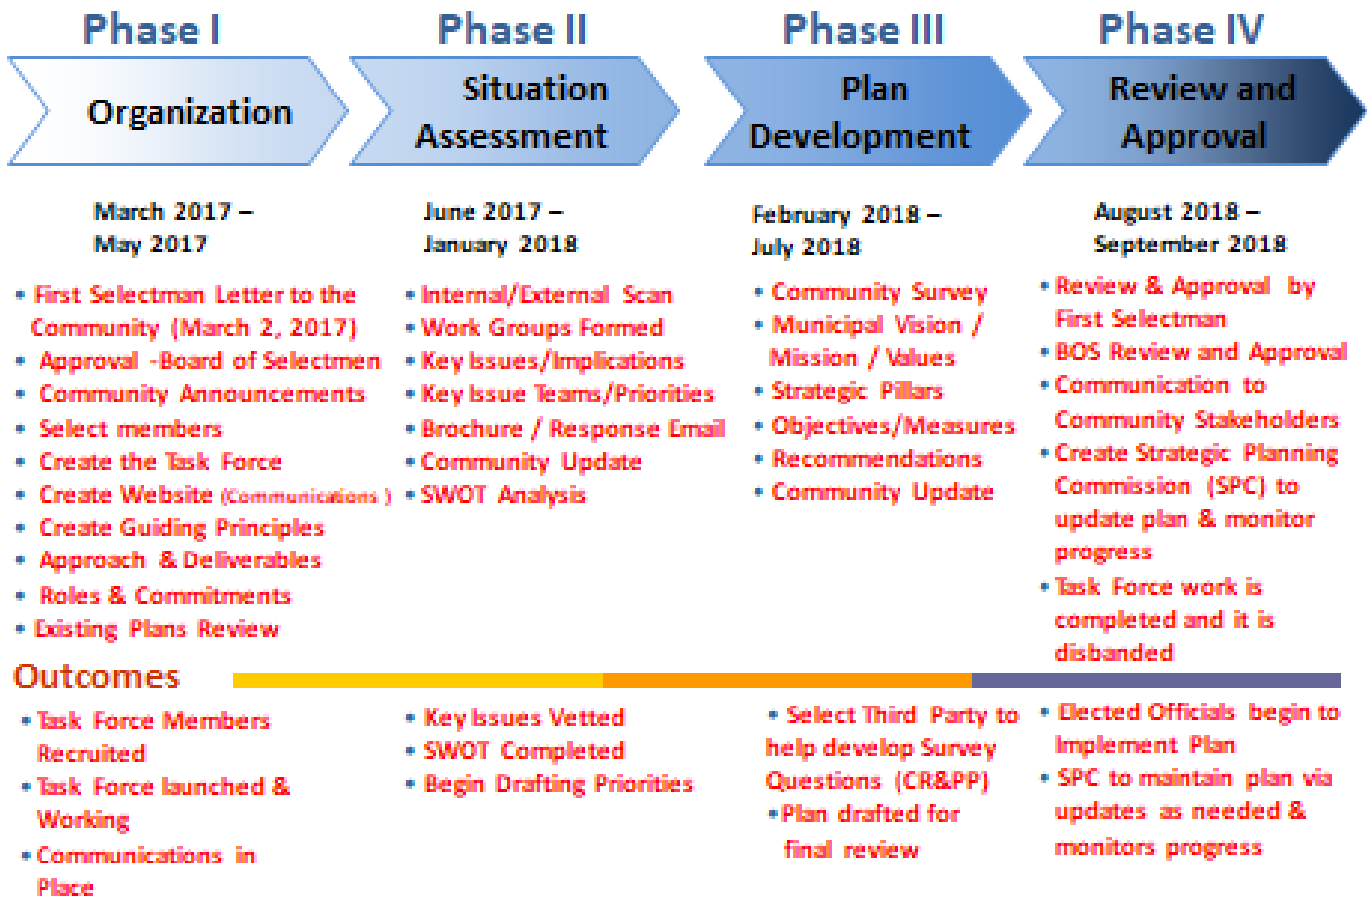 Phase I
Organization
March 2017 –
May 2017
• First Selectman Letter to the
Community (March 2, 2017)
• Approval -Board of Selectmen
• Community Announcements
• Select members
• Create the Task Force
• Create Website (Communications )
• Create Guiding Principles
• Approach & Deliverables
• Roles & Commitments
• Existing Plans Review
Phase II
Situation
Assessment
June 2017 –
January 2018
• Internal/External Scan
• Work Groups Formed
• Key Issues/Implications
• Key Issue Teams/Priorities
• Brochure / Response Email
• Community Update
• SWOT Analysis
Phase III
Plan
Development
February 2018 –
July 2018
• Community Survey
• Municipal Vision /
Mission / Values
• Strategic Pillars
• Objectives/Measures
• Recommendations
• Community Update
Phase IV
Review and
Approval
August 2018 –
September 2018
• Review & Approval by
First Selectman
• BOS Review and Approval
• Communication to
Community Stakeholders
• Create Strategic Planning
Commission (SPC) to
update plan & monitor
progress
• Task Force work is
completed and it is
disbanded
Outcomes
• Task Force Members
Recruited
• Task Force launched &
Working
• Communications in
Place
• Key Issues Vetted
• SWOT Completed
• Begin Drafting Priorities
• Select Third Party to
help develop Survey
Questions (CR&PP)
• Plan drafted for
final review
• Elected Officials begin to
Implement Plan
• SPC to maintain plan via
updates as needed &
monitors progress